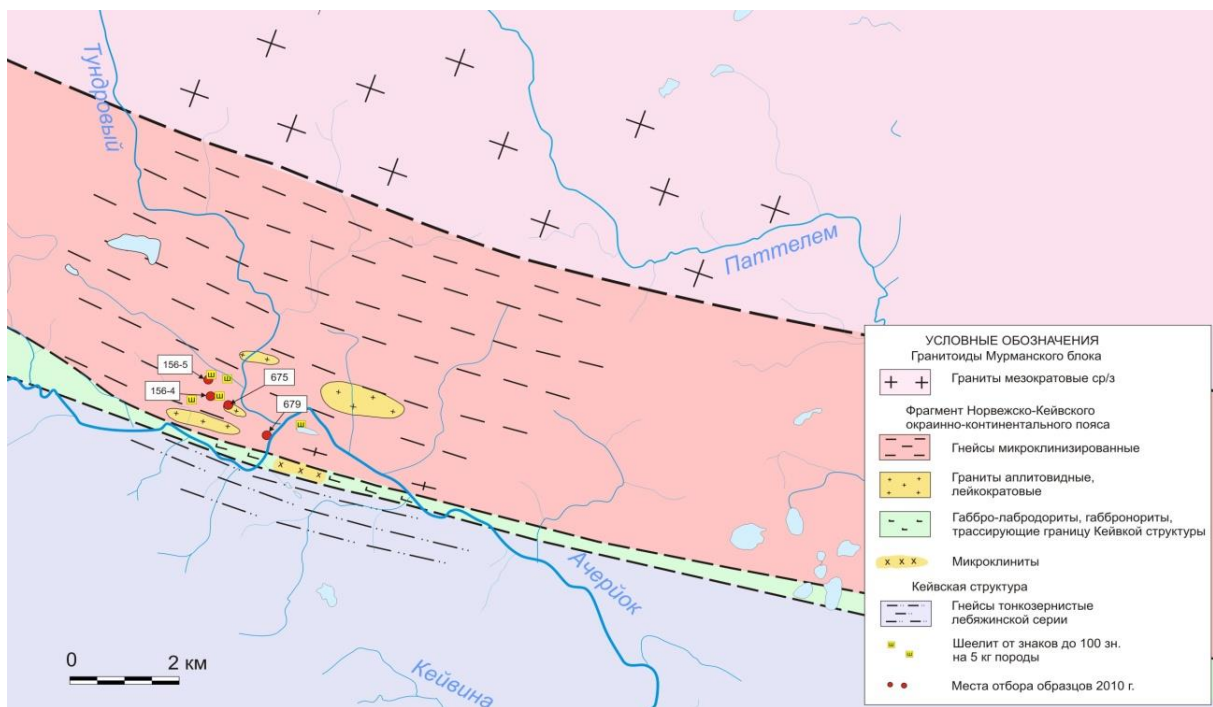 Тундровый
Паттелем
156-5
156-4
675
679
Ачерйок
Кейвина
0 2 км
Ш
Ш
Ш
Ш
Ш
УСЛОВНЫЕ ОБОЗНАЧЕНИЯ
Гранитоиды Мурманского блока
Граниты мезократовые ср/з
Фрагмент Норвежско-Кейвского
окраинно-континентального пояса
Гнейсы микроклинизированные
Граниты аплитовидные,
лейкократовые
Габбро-лабродориты, габбронориты,
трассирующие границу Кейвкой структуры
х х х Микроклиниты
Кейвская структура
Гнейсы тонкозернистые
лебяжинской серии
Ш Шеелит от знаков до 100 зн.
Ш на 5 кг породы
Места отбора образцов 2010 г.